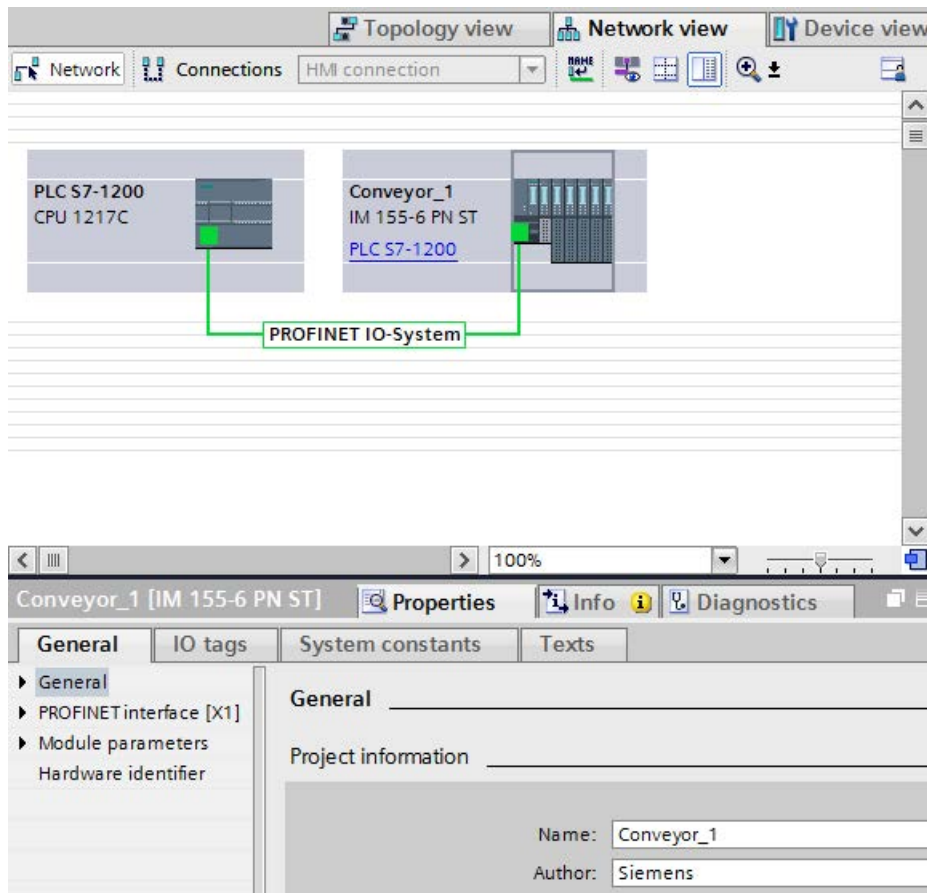 Topology view Network view Device view
Network Connections HMI connection NAME
PLC S7-1200 Conveyor_1
CPU 1217C IM 155-6 PN ST
PLC S7-1200
PROFINET IO-System
100%
Conveyor_1 [IM 155-6 PN ST] Properties Info Diagnostics
General IO tags System constants Texts
General
PROFINET interface [X1]
Module parameters
Hardware identifier
General
Project information
Name: Conveyor_1
Author: Siemens